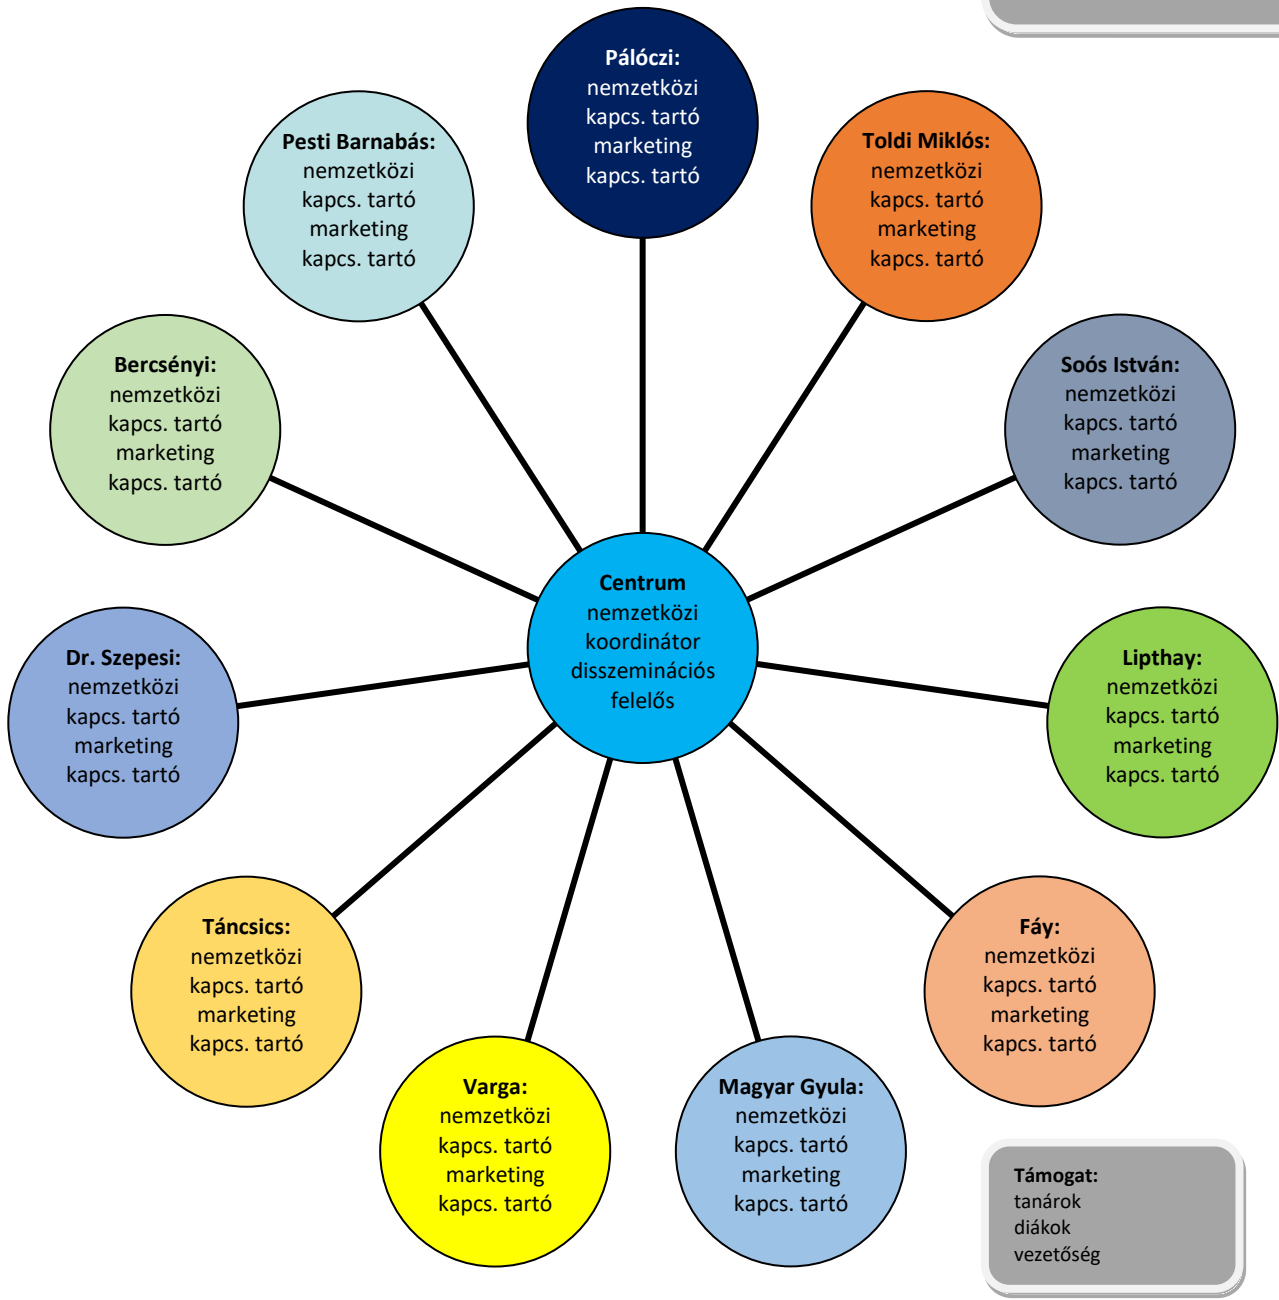 Pálóczi:
nemzetközi
kapcs. tartó
marketing
kapcs. tartó
Toldi Miklós:
nemzetközi
kapcs. tartó
marketing
kapcs. tartó
Soós István:
nemzetközi
kapcs. tartó
marketing
kapcs. tartó
Lipthay:
nemzetközi
kapcs. tartó
marketing
kapcs. tartó
Fáy:
nemzetközi
kapcs. tartó
marketing
kapcs. tartó
Magyar Gyula:
nemzetközi
kapcs. tartó
marketing
kapcs. tartó
Varga:
nemzetközi
kapcs. tartó
marketing
kapcs. tartó
Táncsics:
nemzetközi
kapcs. tartó
marketing
kapcs. tartó
Dr. Szepesi:
nemzetközi
kapcs. tartó
marketing
kapcs. tartó
Bercsényi:
nemzetközi
kapcs. tartó
marketing
kapcs. tartó
Pesti Barnabás:
nemzetközi
kapcs. tartó
marketing
kapcs. tartó
Centrum
nemzetközi
koordinátor
disszeminációs
felelős
Támogat:
tanárok
diákok
vezetőség